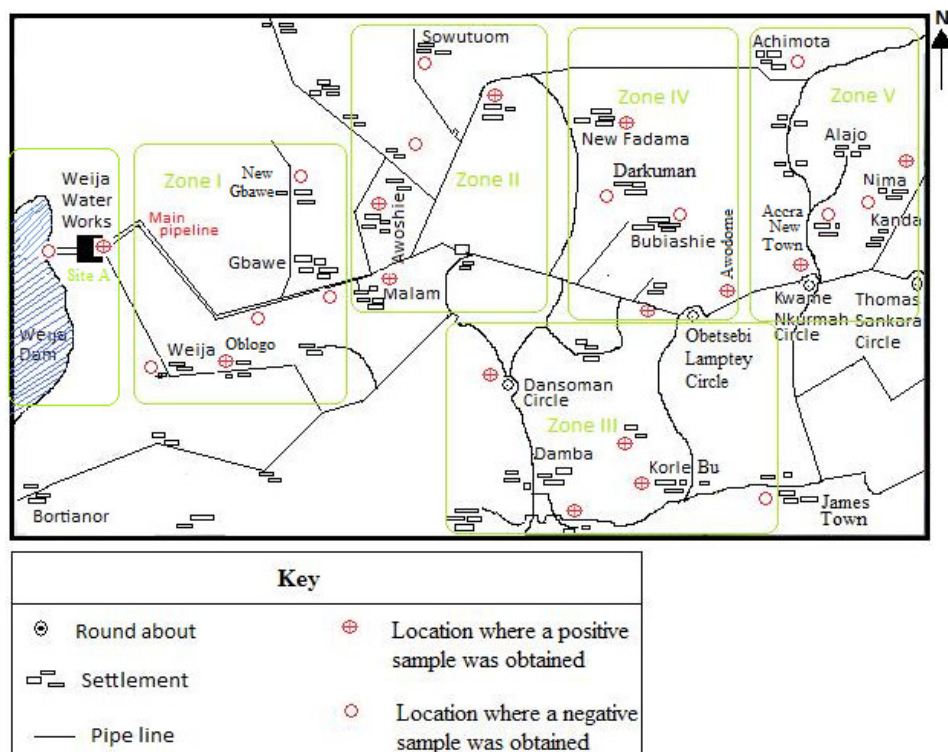 N
Sowutuom
Achimota
Zone IV
Zone V
New Fadama
Alajo
Weija
Water
Works
Zone I
New
Gbawe
Zone II
Darkuman
Nima
Main
pipeline
Awoshie
Bubiashie
Awodome
Accra
New
Town
Kanda
Site A
Gbawe
Malam
Kwame
Nkurmah
Circle
Thomas
Sankara
Circle
Weija
Dam
Weija
Oblogo
Obetsebi
Lamptey
Circle
Dansoman
Circle
Zone III
Damba
Korle Bu
James
Town
Bortianor
Key
Round about
Location where a positive
sample was obtained
Settlement
Pipe line
Location where a negative
sample was obtained